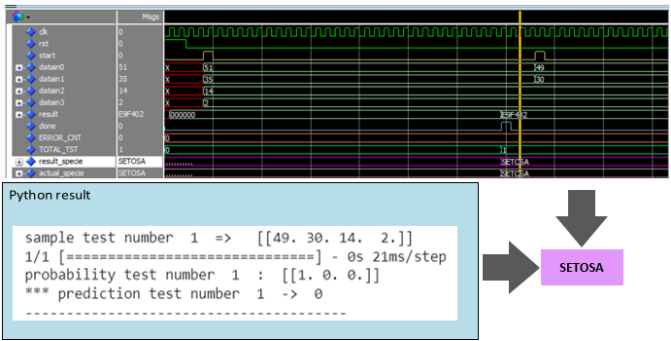 Msgs
clk 0
rst 0
start 0
datain0 51 X 51 49
datain1 35 X 35 30
datain2 14 X 14
datain3 2 X 2
result E9F402 000000 E9F402
done 0
ERROR_CNT 0 0
TOTAL_TST 1 0 1
result_specie SETOSA .......... SETOSA
actual_specie SETOSA .......... SETOSA
Python result
sample test number 1 => [[49. 30. 14. 2.]]
1/1 [==============================] - 0s 21ms/step
probability test number 1 : [[1. 0. 0.]]
*** prediction test number 1 -> 0
---------------------------------------
SETOSA